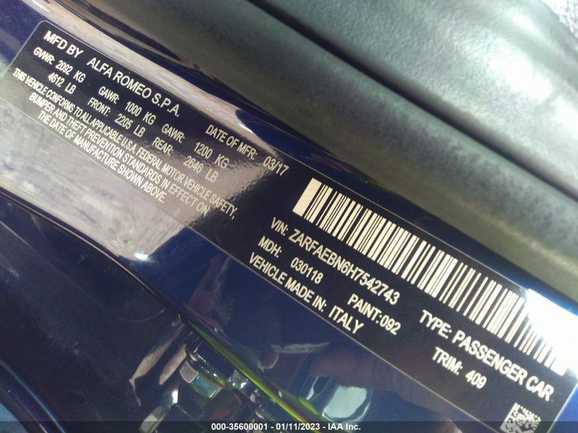 MFD BY ALFA ROMEO S.P.A. DATE OF MFR: 03/17
GVWR: 2092 KG GAWR: 1000 KG GAWR: 1200 KG
4612 LB FRONT: 2205 LB REAR: 2646 LB
THIS VEHICLE CONFORMS TO ALL APPLICABLE U.S.A. FEDERAL MOTOR VEHICLE SAFETY,
BUMPER AND THEFT PREVENTION STANDARDS IN EFFECT ON
THE DATE OF MANUFACTURE SHOWN ABOVE.
VIN: ZARFAEBN6H7542743 TYPE: PASSENGER CAR
MDH: 030118 PAINT:092 TRIM: 409
VEHICLE MADE IN: ITALY
000-35600001 - 01/11/2023 - IAA Inc.